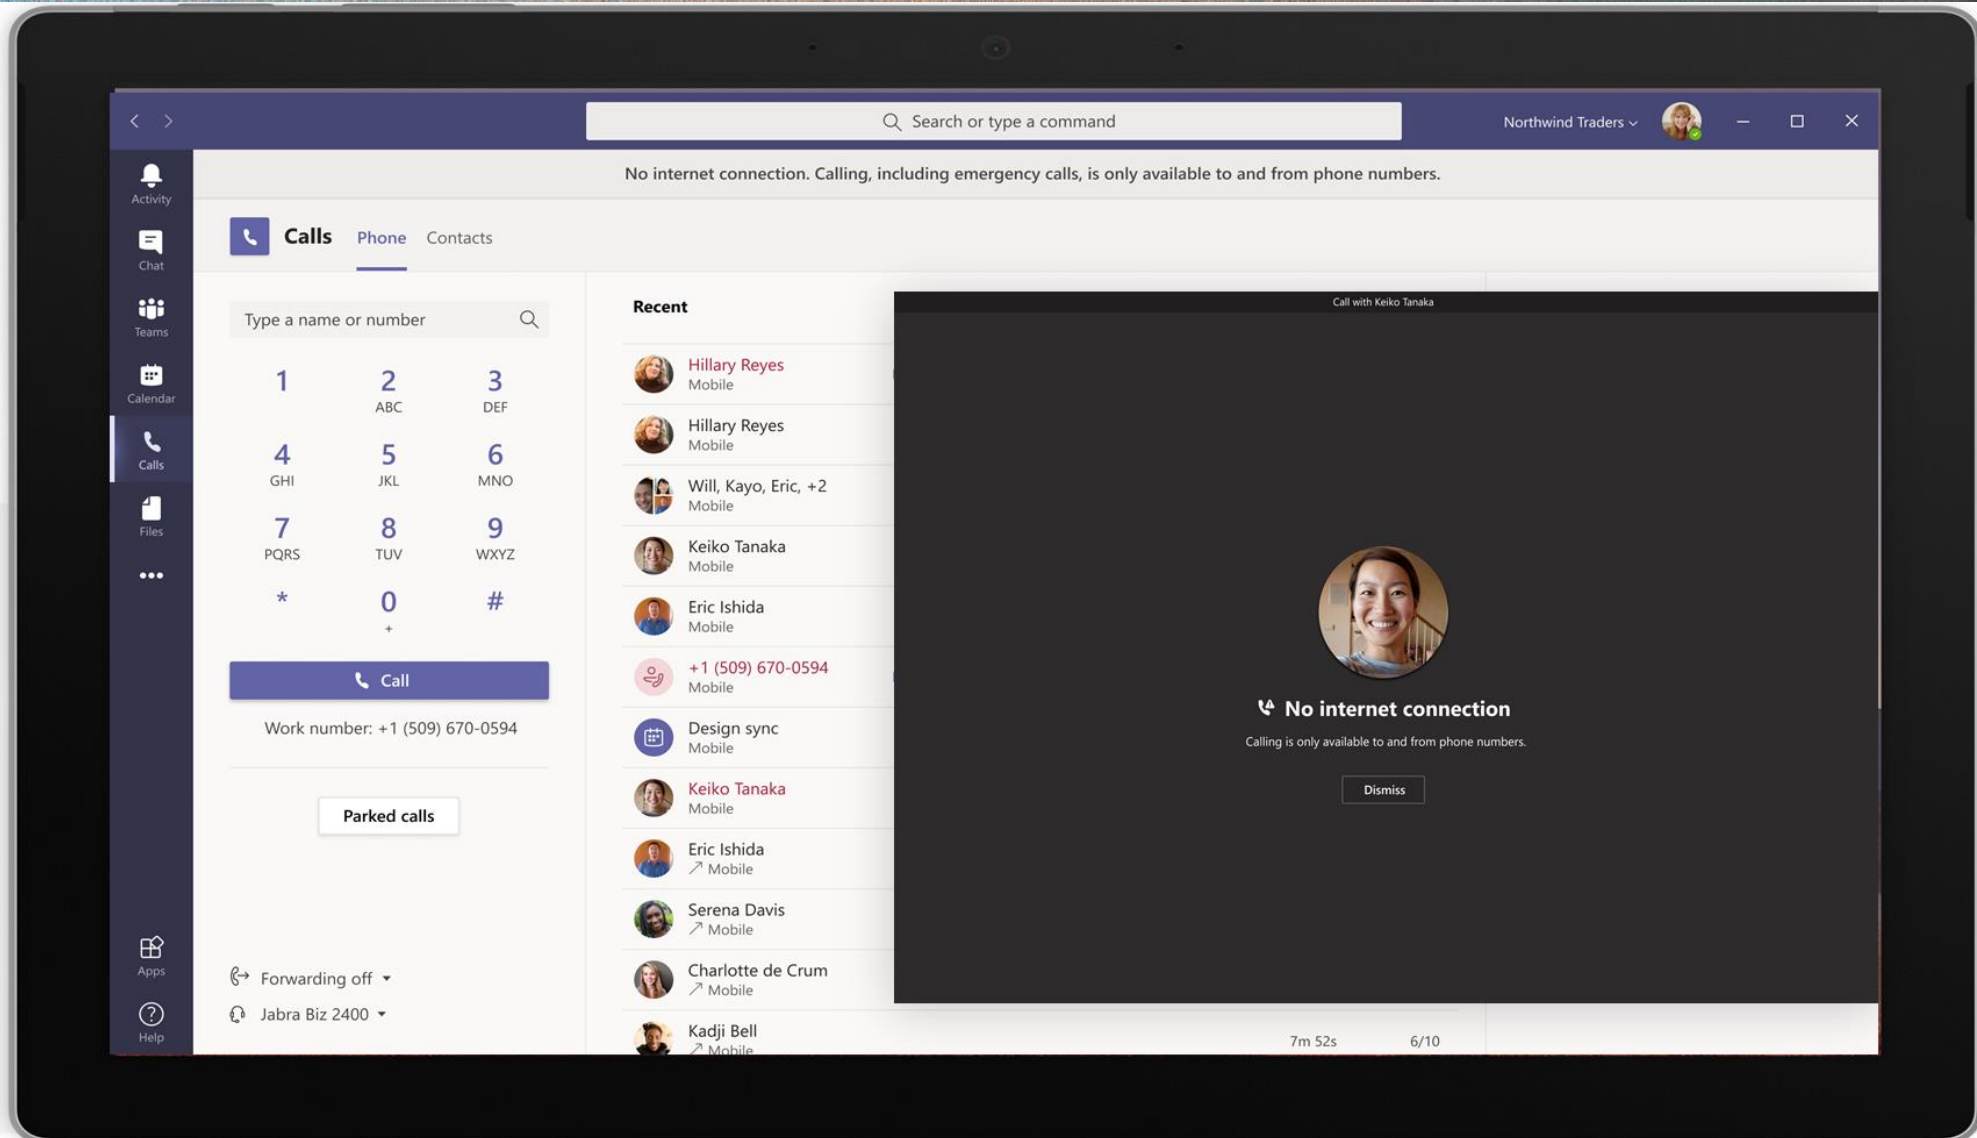 Search or type a command
Northwind Traders
No internet connection. Calling, including emergency calls, is only available to and from phone numbers.
Activity
Chat
Teams
Calendar
Calls
Files
Apps
Help
Calls Phone Contacts
Type a name or number
1 2 3
ABC DEF
4 5 6
GHI JKL MNO
7 8 9
PQRS TUV WXYZ
* 0 #
+
Call
Work number: +1 (509) 670-0594
Parked calls
Forwarding off
Jabra Biz 2400
Recent
Hillary Reyes
Mobile
Hillary Reyes
Mobile
Will, Kayo, Eric, +2
Mobile
Keiko Tanaka
Mobile
Eric Ishida
Mobile
+1 (509) 670-0594
Mobile
Design sync
Mobile
Keiko Tanaka
Mobile
Eric Ishida
Mobile
Serena Davis
Mobile
Charlotte de Crum
Mobile
Kadji Bell
Mobile
7m 52s 6/10
Call with Keiko Tanaka
No internet connection
Calling is only available to and from phone numbers.
Dismiss